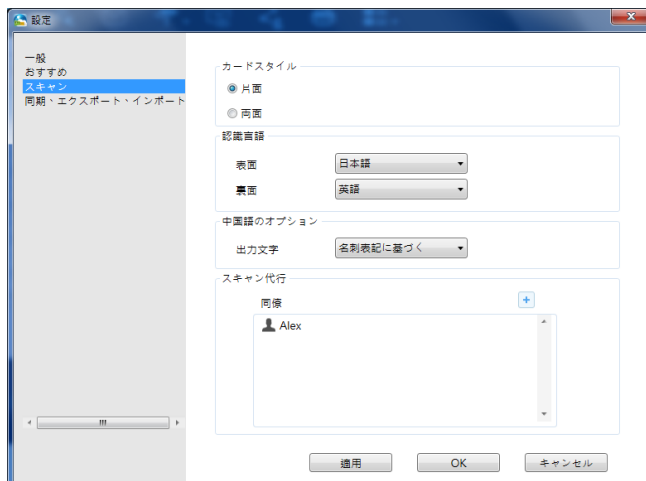 設定
一般
おすすめ
スキャン
同期、エクスポート、インポート
カードスタイル
片面
両面
認識言語
表面
日本語
裏面
英語
中国語のオプション
出力文字
名刺表記に基づく
スキャン代行
同僚
Alex
適用
OK
キャンセル